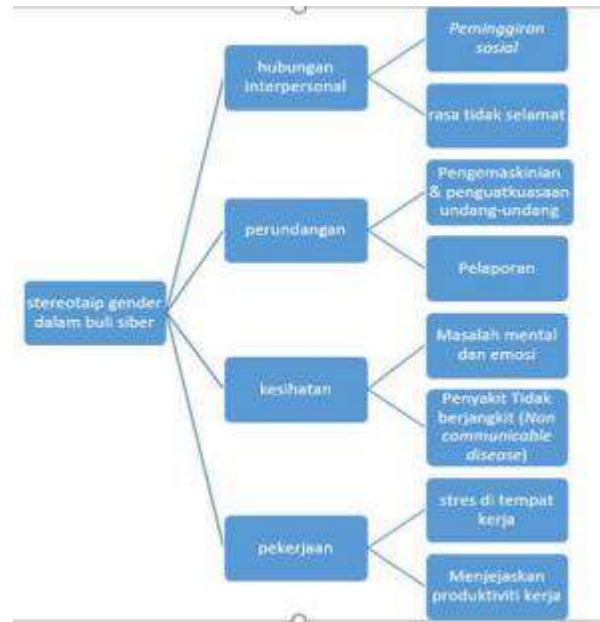 Peminggiran
sosial
hubungan
interpersonal
rasa tidak selamat
Pengemaskinian
& penguatkuasaan
undang-undang
perundangan
Pelaporan
stereotaip gender
dalam buli siber
Masalah mental
dan emosi
kesihatan
Penyakit Tidak
berjangkit (Non
communicable
disease)
stres di tempat
kerja
pekerjaan
Menjejaskan
produktiviti kerja